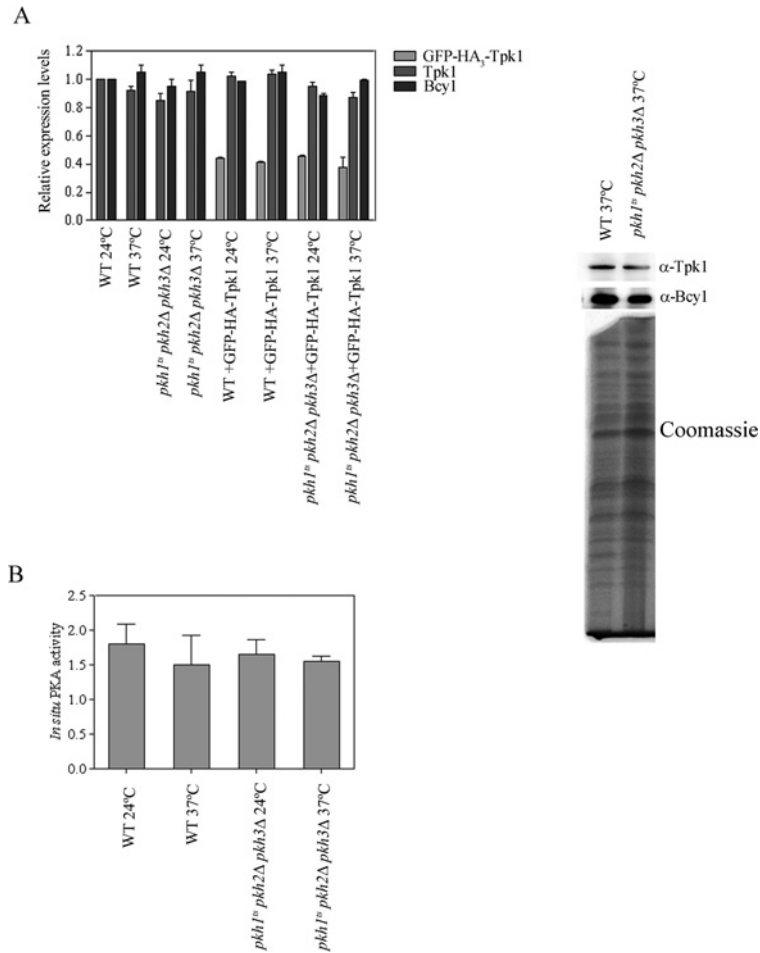 A
Relative expression levels
1.2
1.0
0.8
0.6
0.4
0.2
0.0
WT 24ºC
WT 37ºC
pkh1ᵗˢ pkh2Δ pkh3Δ 24ºC
pkh1ᵗˢ pkh2Δ pkh3Δ 37ºC
WT +GFP-HA-Tpk1 24ºC
WT +GFP-HA-Tpk1 37ºC
pkh1ᵗˢ pkh2Δ pkh3Δ+GFP-HA-Tpk1 24ºC
pkh1ᵗˢ pkh2Δ pkh3Δ+GFP-HA-Tpk1 37ºC
GFP-HA₃-Tpk1
Tpk1
Bcy1
WT 37ºC
pkh1ᵗˢ pkh2Δ pkh3Δ 37ºC
α-Tpk1
α-Bcy1
Coomassie
B
In situ PKA activity
2.5
2.0
1.5
1.0
0.5
0.0
WT 24ºC
WT 37ºC
pkh1ᵗˢ pkh2Δ pkh3Δ 24ºC
pkh1ᵗˢ pkh2Δ pkh3Δ 37ºC